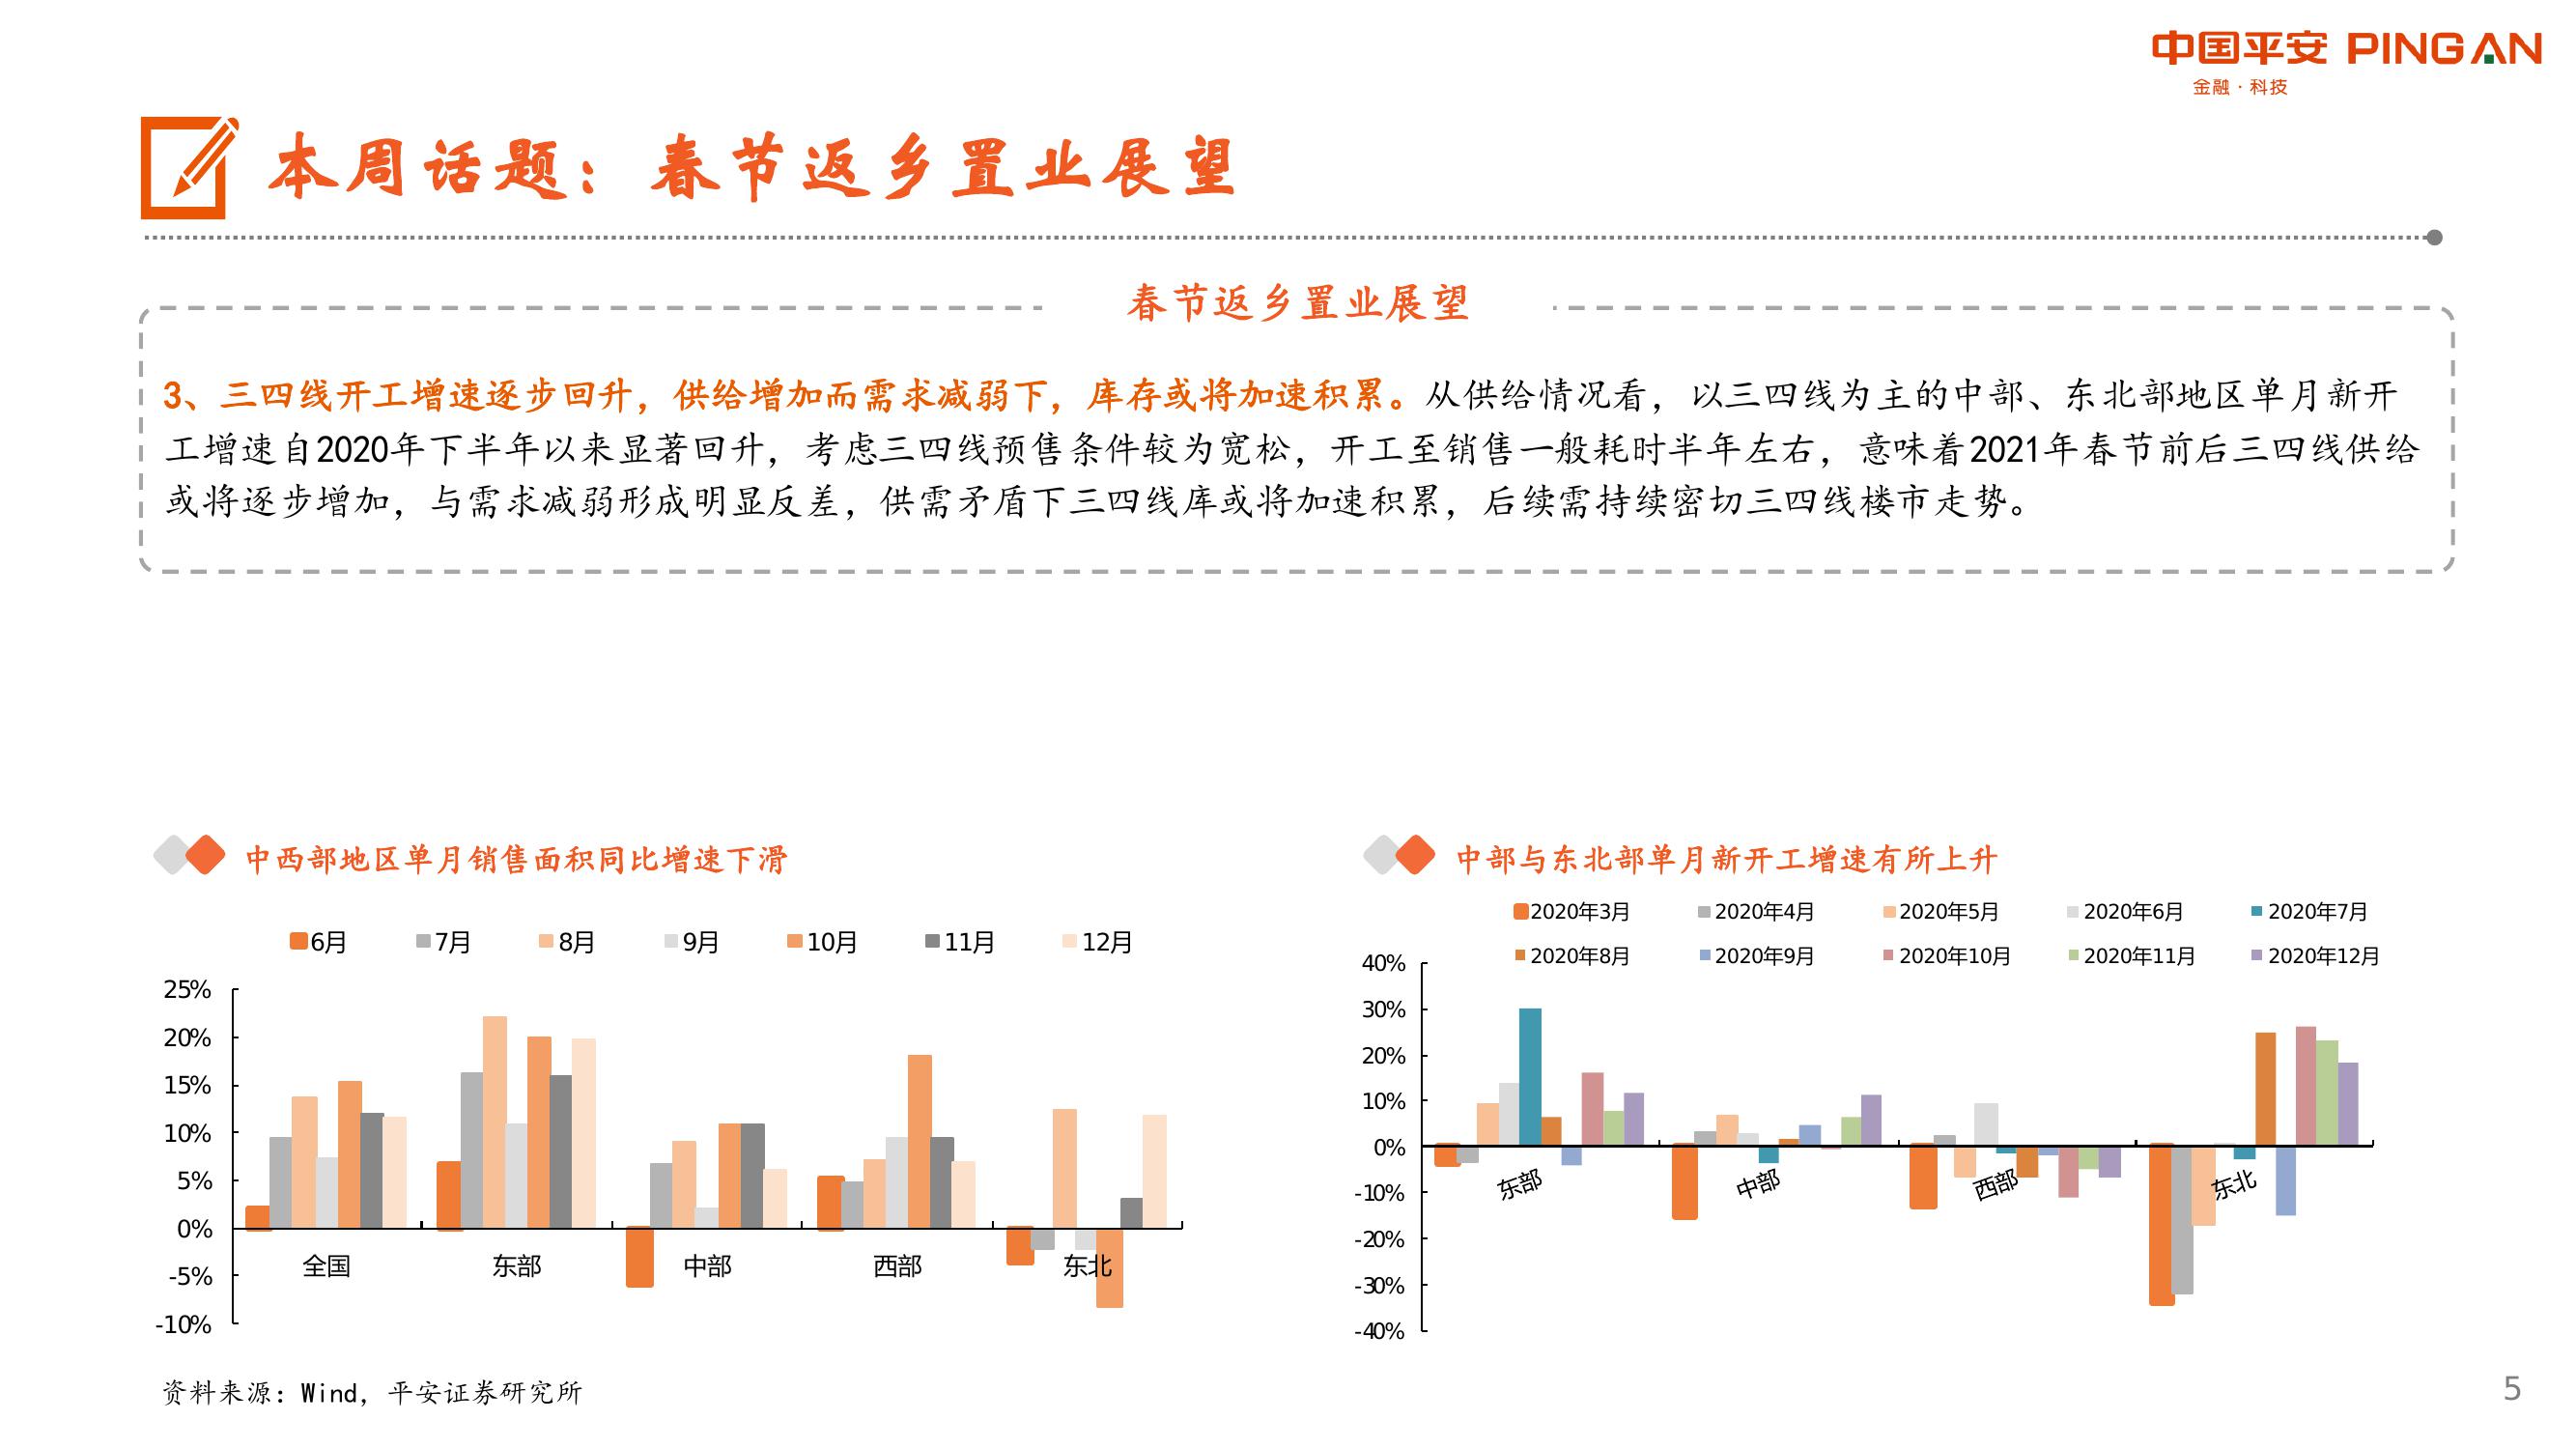 中国平安 PINGAN
金融·科技
本周话题：春节返乡置业展望
春节返乡置业展望
3、三四线开工增速逐步回升，供给增加而需求减弱下，库存或将加速积累。从供给情况看，以三四线为主的中部、东北部地区单月新开
工增速自2020年下半年以来显著回升，考虑三四线预售条件较为宽松，开工至销售一般耗时半年左右，意味着2021年春节前后三四线供给
或将逐步增加，与需求减弱形成明显反差，供需矛盾下三四线库或将加速积累，后续需持续密切三四线楼市走势。
中西部地区单月销售面积同比增速下滑
6月 7月 8月 9月 10月 11月 12月
25%
20%
15%
10%
5%
0%
-5%
-10%
全国 东部 中部 西部 东北
中部与东北部单月新开工增速有所上升
2020年3月 2020年4月 2020年5月 2020年6月 2020年7月
2020年8月 2020年9月 2020年10月 2020年11月 2020年12月
40%
30%
20%
10%
0%
-10%
-20%
-30%
-40%
东部 中部 西部 东北
资料来源：Wind，平安证券研究所
5